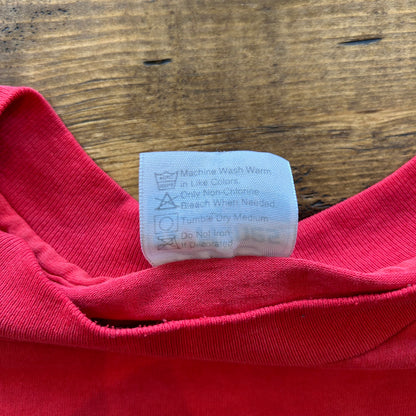 Machine Wash Warm
in Like Colors
Only Non-Chlorine
Bleach When Needed
Tumble Dry Medium
Do Not Iron
If Decorated